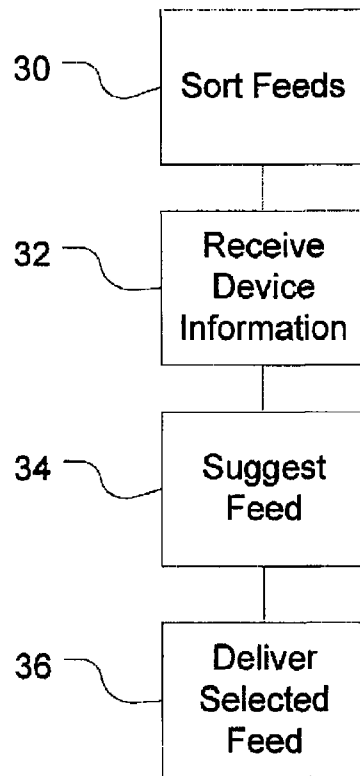 30
Sort Feeds
32
Receive
Device
Information
34
Suggest
Feed
36
Deliver
Selected
Feed